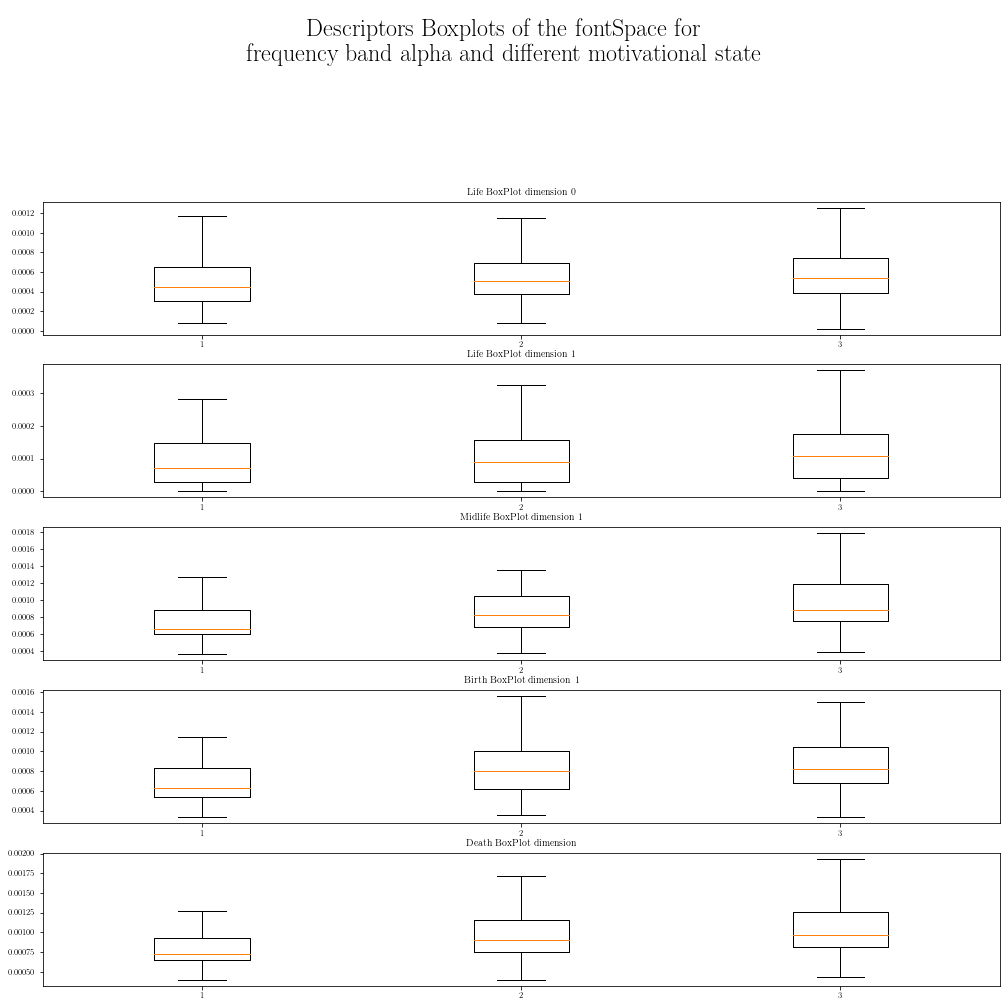 Descriptors Boxplots of the fontSpace for
frequency band alpha and different motivational state
Life BoxPlot dimension 0
0.0012
0.0010
0.0008
0.0006
0.0004
0.0002
0.0000
1 2 3
Life BoxPlot dimension 1
0.0003
0.0002
0.0001
0.0000
1 2 3
Midlife BoxPlot dimension 1
0.0018
0.0016
0.0014
0.0012
0.0010
0.0008
0.0006
0.0004
1 2 3
Birth BoxPlot dimension 1
0.0016
0.0014
0.0012
0.0010
0.0008
0.0006
0.0004
1 2 3
Death BoxPlot dimension
0.00200
0.00175
0.00150
0.00125
0.00100
0.00075
0.00050
1 2 3